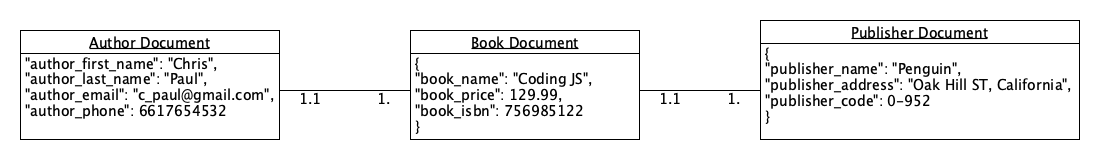 Author Document
"author_first_name": "Chris",
"author_last_name": "Paul",
"author_email": "c_paul@gmail.com",
"author_phone": 6617654532
1.1
1.
Book Document
{
"book_name": "Coding JS",
"book_price": 129.99,
"book_isbn": 756985122
}
1.1
1.
Publisher Document
{
"publisher_name": "Penguin",
"publisher_address": "Oak Hill ST, California",
"publisher_code": 0-952
}